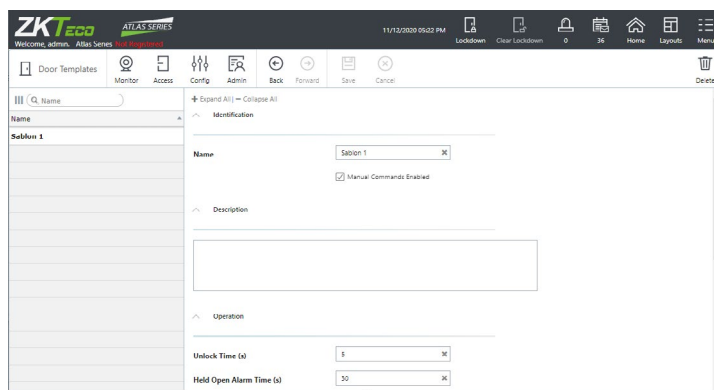 ZKTeco ATLAS SERIES
11/12/2020 05:22 PM
Lockdown Clear Lockdown 0 36 Home Layouts Menu
Welcome, admn. Atlas Series Not Registered
Door Templates Monitor Access Config Admin Back Forward Save Cancel Delete
Name
Expand All| Collapse All
Identification
Name
Sablon 1
Name Sablon 1
Manual Commands Enabled
Description
Operation
Unlock Time (s) 5
Held Open Alarm Time (s) 30